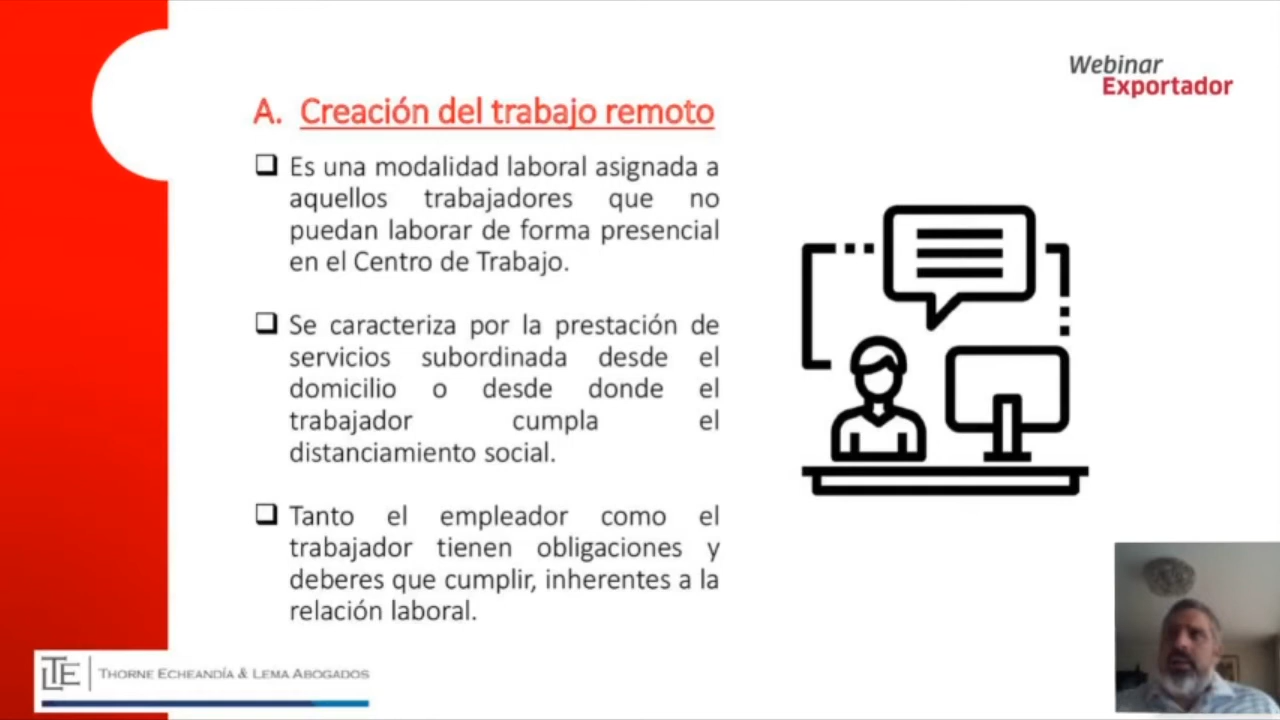 Webinar
Exportador
A. Creación del trabajo remoto
Es una modalidad laboral asignada a
aquellos trabajadores que no
puedan laborar de forma presencial
en el Centro de Trabajo.
Se caracteriza por la prestación de
servicios subordinada desde el
domicilio o desde donde el
trabajador cumpla el
distanciamiento social.
Tanto el empleador como el
trabajador tienen obligaciones y
deberes que cumplir, inherentes a la
relación laboral.
LTE THORNE ECHEANDÍA & LEMA ABOGADOS